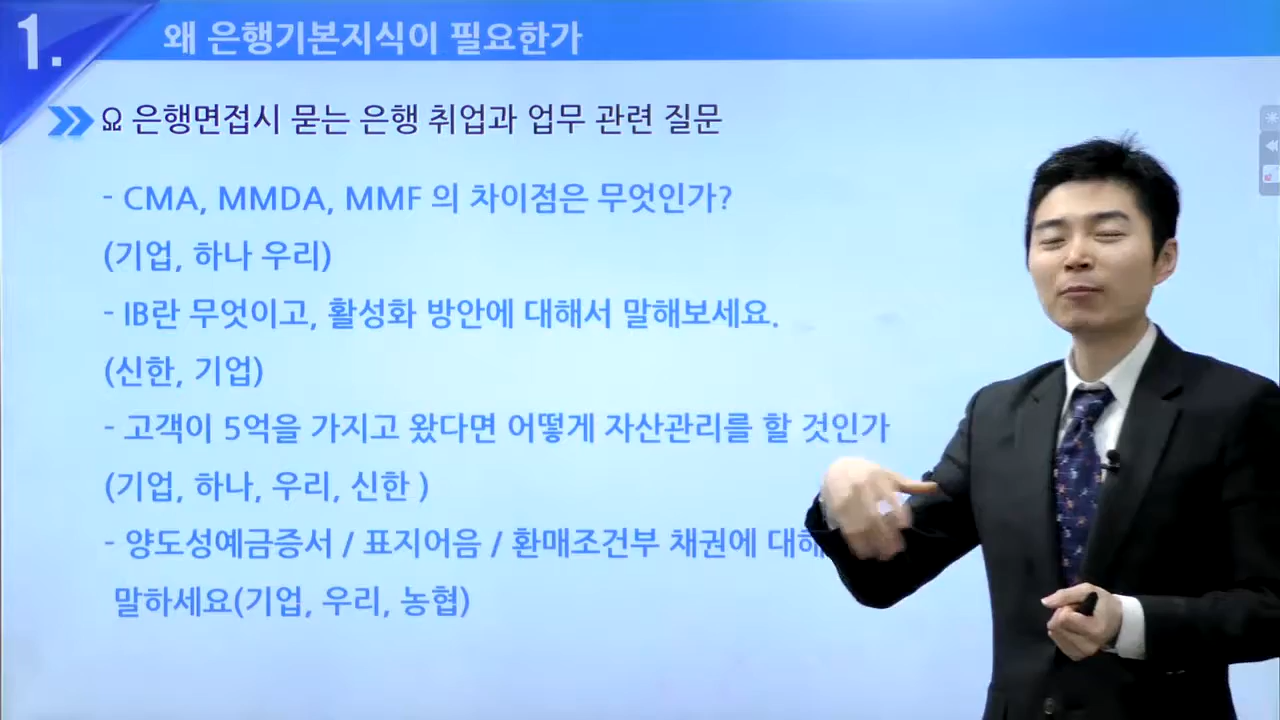 1.
왜 은행기본지식이 필요한가
Ω 은행면접시 묻는 은행 취업과 업무 관련 질문
- CMA, MMDA, MMF 의 차이점은 무엇인가?
(기업, 하나 우리)
- IB란 무엇이고, 활성화 방안에 대해서 말해보세요.
(신한, 기업)
- 고객이 5억을 가지고 왔다면 어떻게 자산관리를 할 것인가
(기업, 하나, 우리, 신한 )
- 양도성예금증서 / 표지어음 / 환매조건부 채권에 대해
말하세요(기업, 우리, 농협)